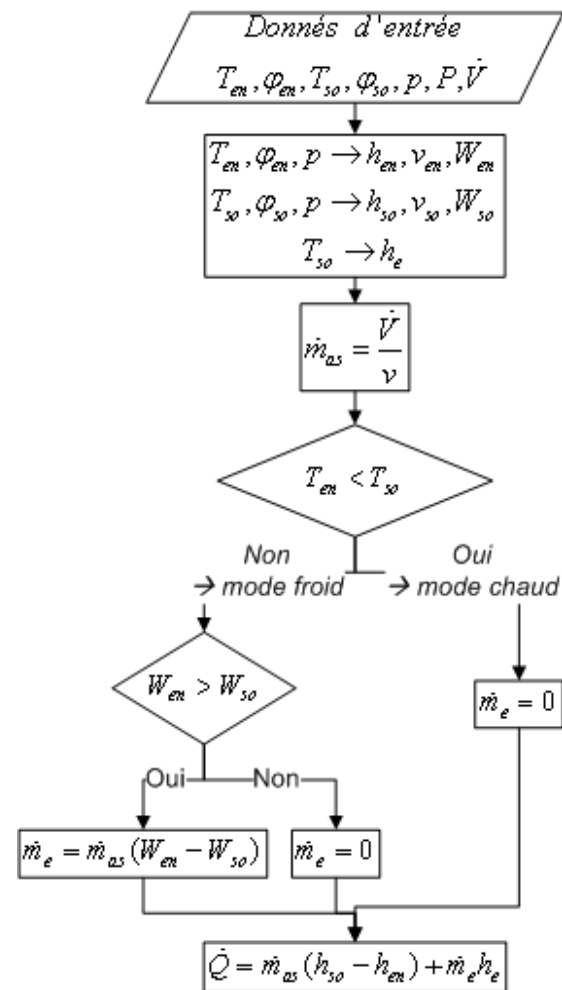 Donnés d'entrée
T_en, φ_en, T_so, φ_so, p, P, V̇
T_en, φ_en, p → h_en, v_en, W_en
T_so, φ_so, p → h_so, v_so, W_so
T_so → h_e
ṁ_as = V̇ / v
T_en < T_so
Non
→ mode froid
Oui
→ mode chaud
W_en > W_so
ṁ_e = 0
Oui
Non
ṁ_e = ṁ_as (W_en − W_so)
ṁ_e = 0
Q̇ = ṁ_as (h_so − h_en) + ṁ_e h_e